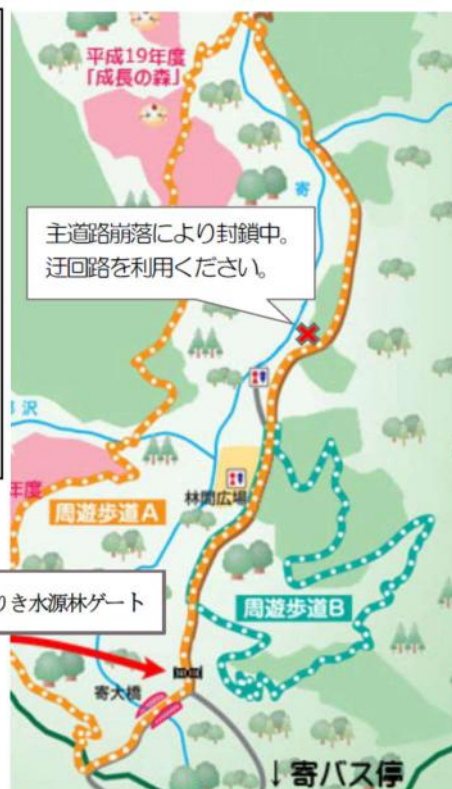 平成19年度
「成長の森」
寄
主道路崩落により封鎖中。
迂回路を利用ください。
沢
年度
林間広場
周遊歩道A
りき水源林ゲート
周遊歩道B
寄大橋
↓寄バス停